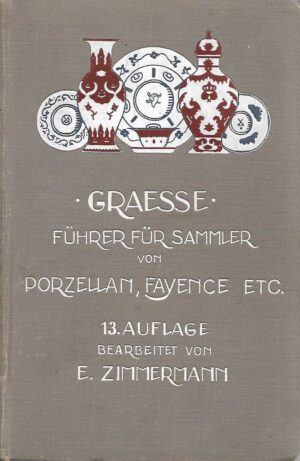 · GRAESSE ·
FÜHRER FÜR SAMMLER
VON
PORZELLAN, FAYENCE ETC.
13. AUFLAGE
BEARBEITET VON
E. ZIMMERMANN